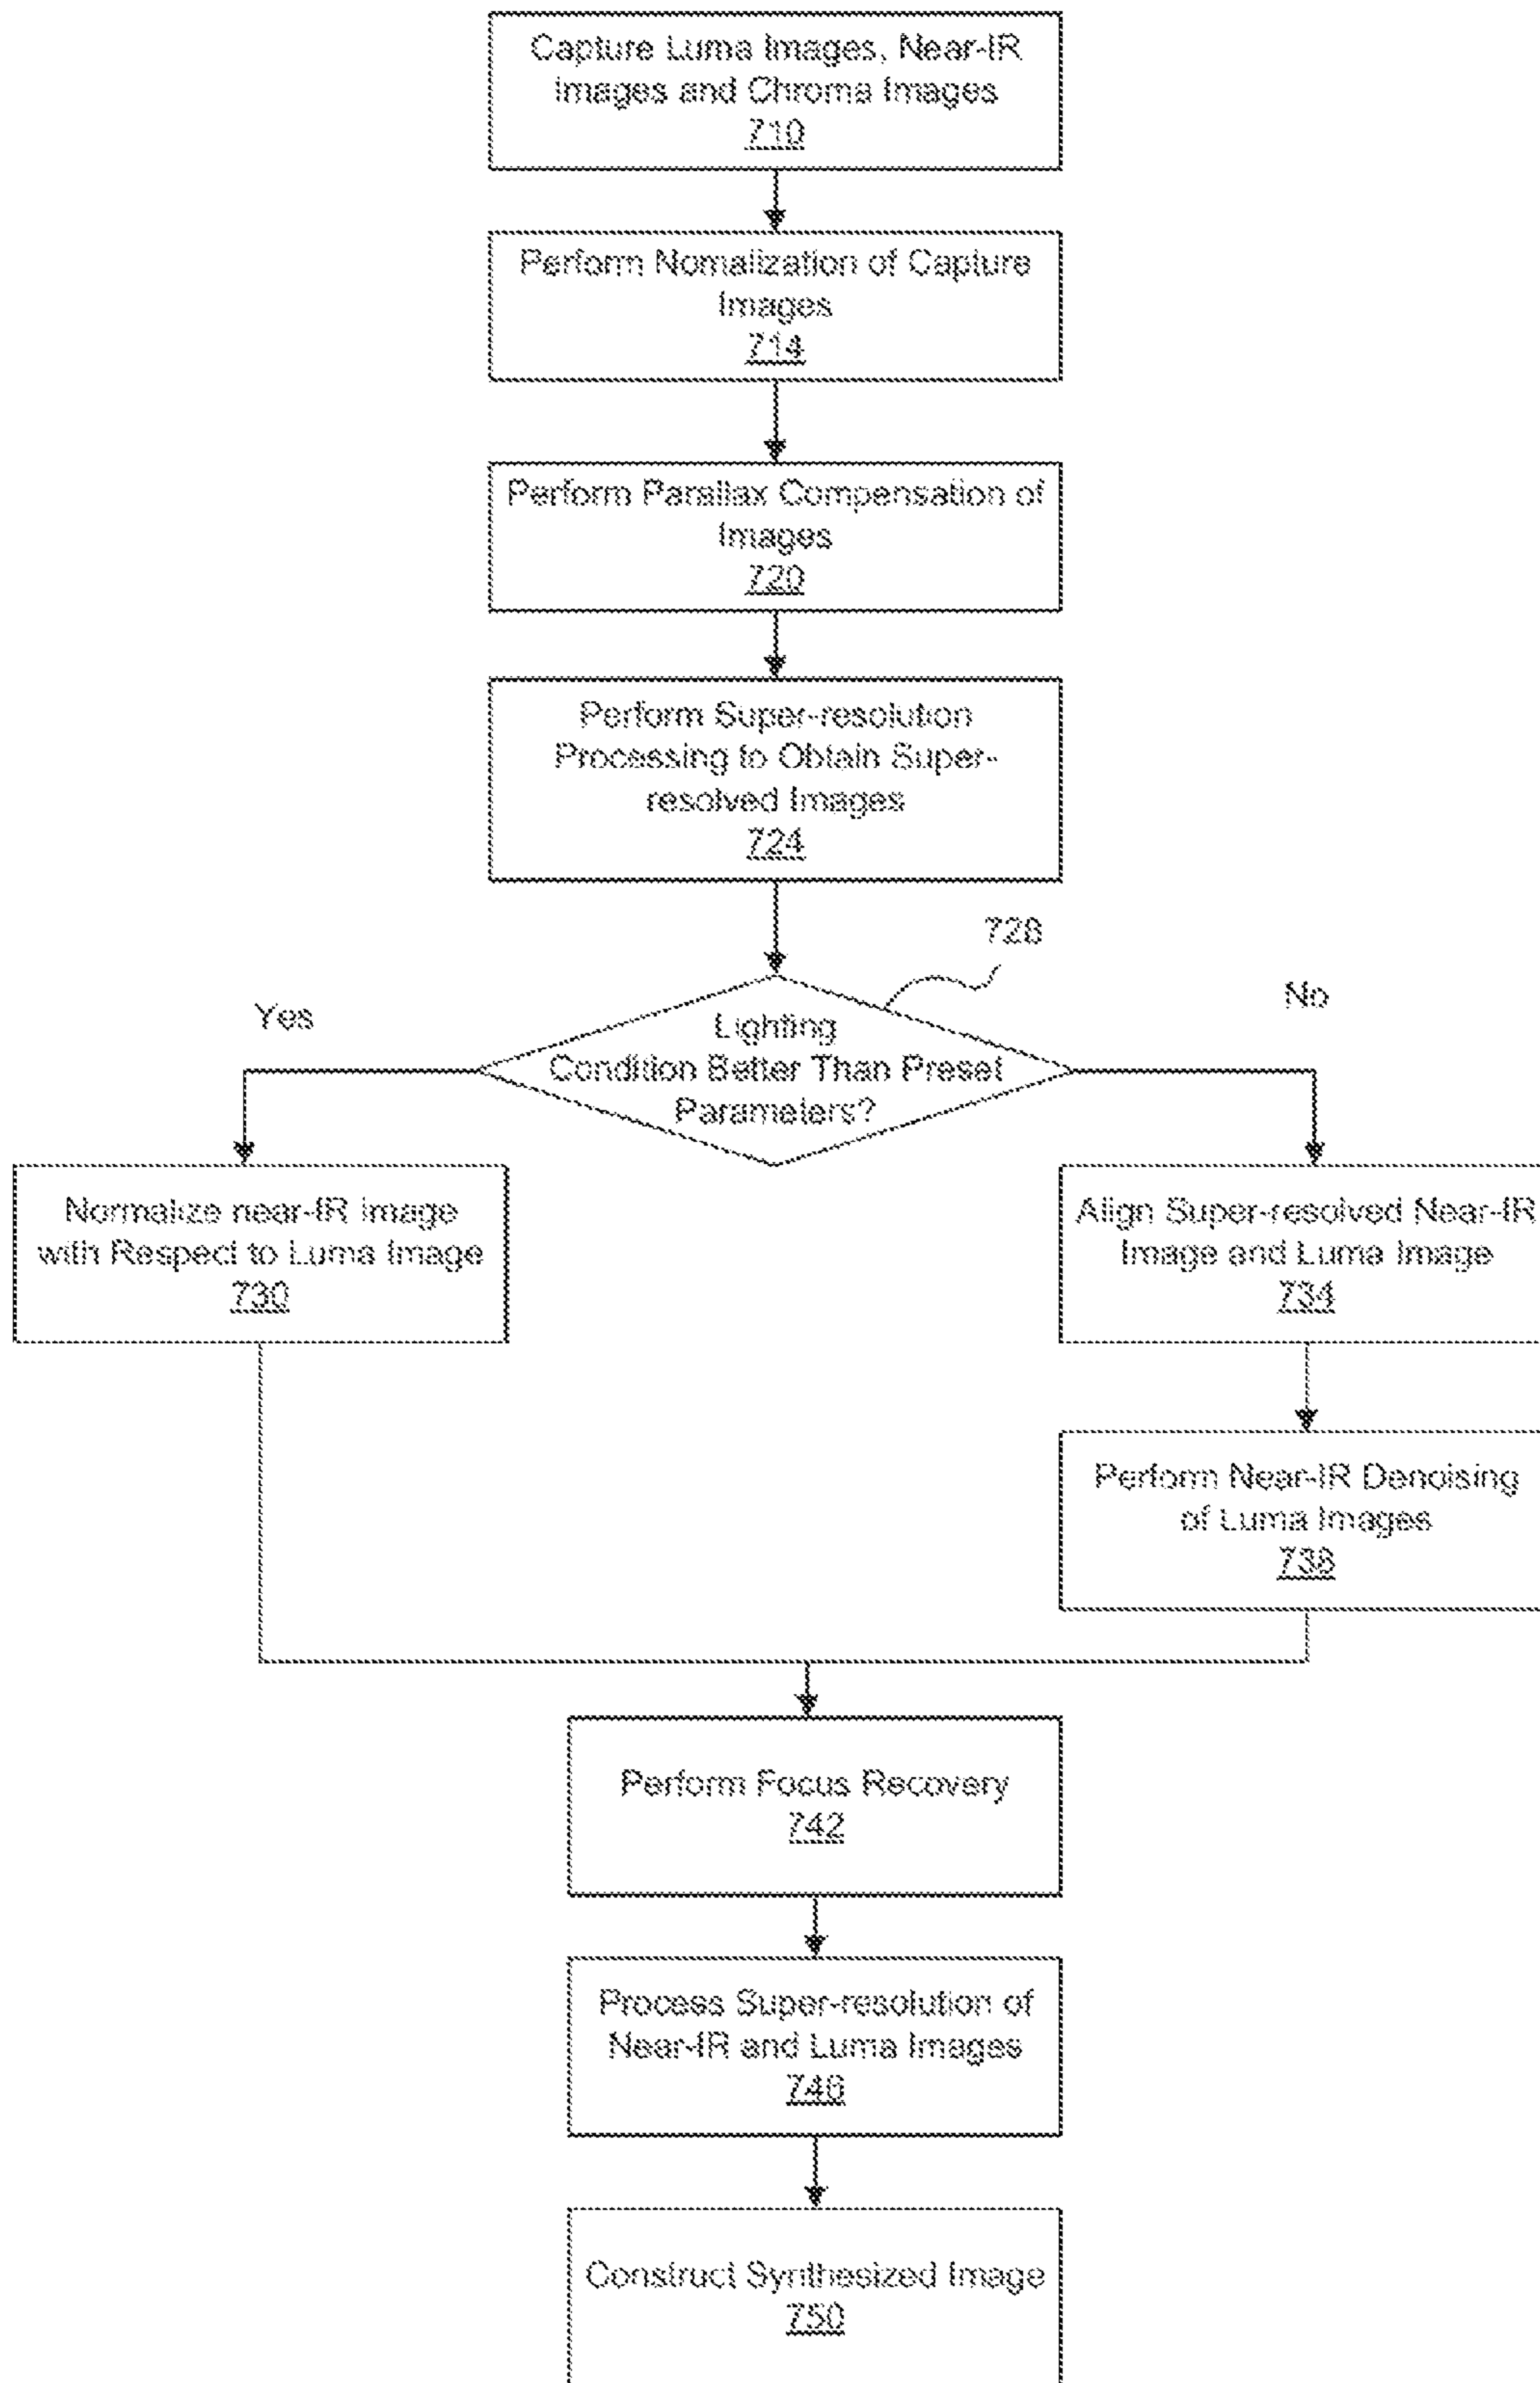 Capture Luma Images, Near-IR
images and Chroma Images
710
Perform Nomalization of Capture
Images
714
Perform Parallax Compensation of
Images
720
Perform Super-resolution
Processing to Obtain Super-
resolved Images
724
728
Yes
No
Lighting
Condition Better Than Preset
Parameters?
Normalize near-IR image
with Respect to Luma Image
730
Align Super-resolved Near-IR
Image and Luma Image
734
Perform Near-IR Denoising
of Luma Images
738
Perform Focus Recovery
742
Process Super-resolution of
Near-IR and Luma Images
746
Construct Synthesized Image
750